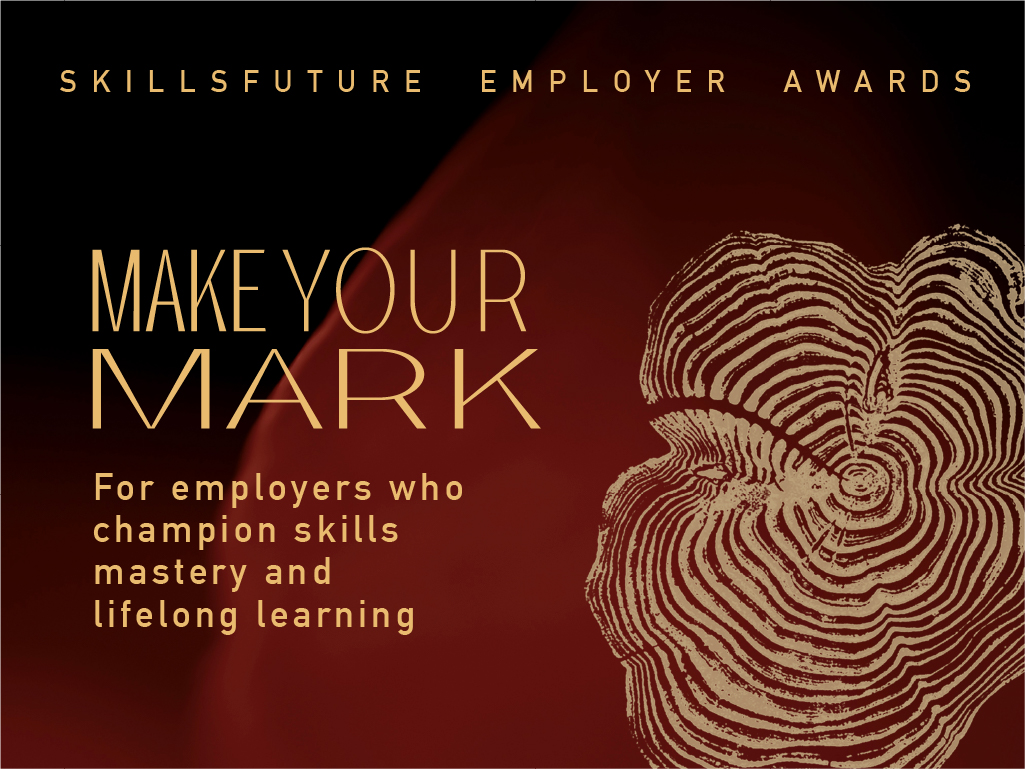 SKILLSFUTURE EMPLOYER AWARDS
MAKE YOUR
MARK
For employers who
champion skills
mastery and
lifelong learning